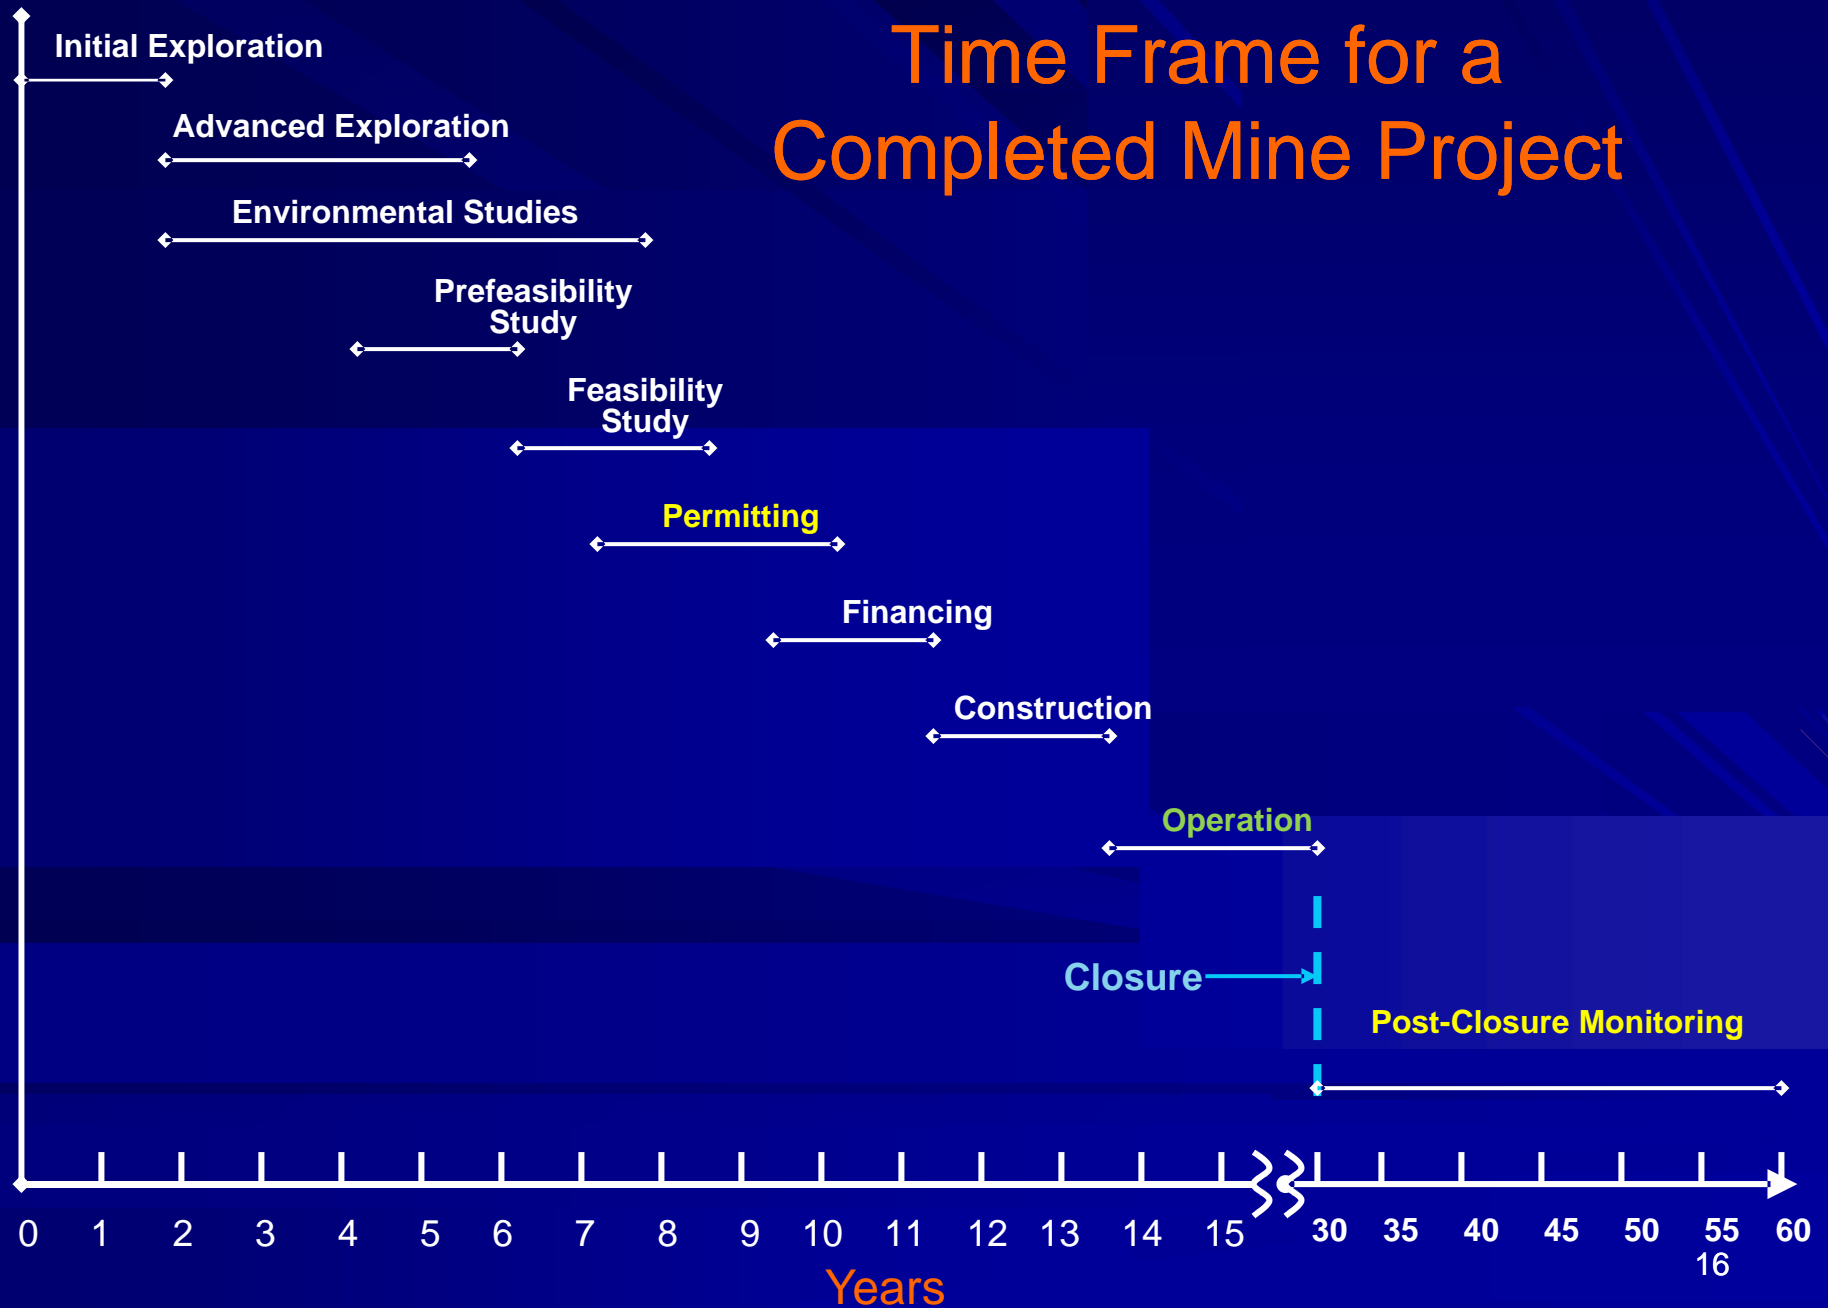 Time Frame for a
Completed Mine Project
Initial Exploration
Advanced Exploration
Environmental Studies
Prefeasibility
Study
Feasibility
Study
Permitting
Financing
Construction
Operation
Closure
Post-Closure Monitoring
0 1 2 3 4 5 6 7 8 9 10 11 12 13 14 15 30 35 40 45 50 55 60
16
Years